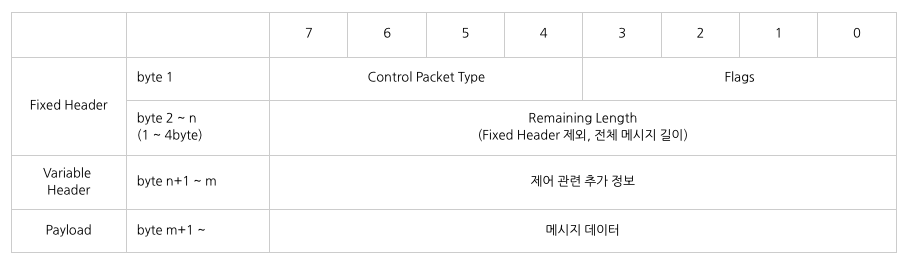 7 6 5 4 3 2 1 0
Fixed Header
byte 1
Control Packet Type
Flags
byte 2 ~ n
(1 ~ 4byte)
Remaining Length
(Fixed Header 제외, 전체 메시지 길이)
Variable
Header
byte n+1 ~ m
제어 관련 추가 정보
Payload
byte m+1 ~
메시지 데이터